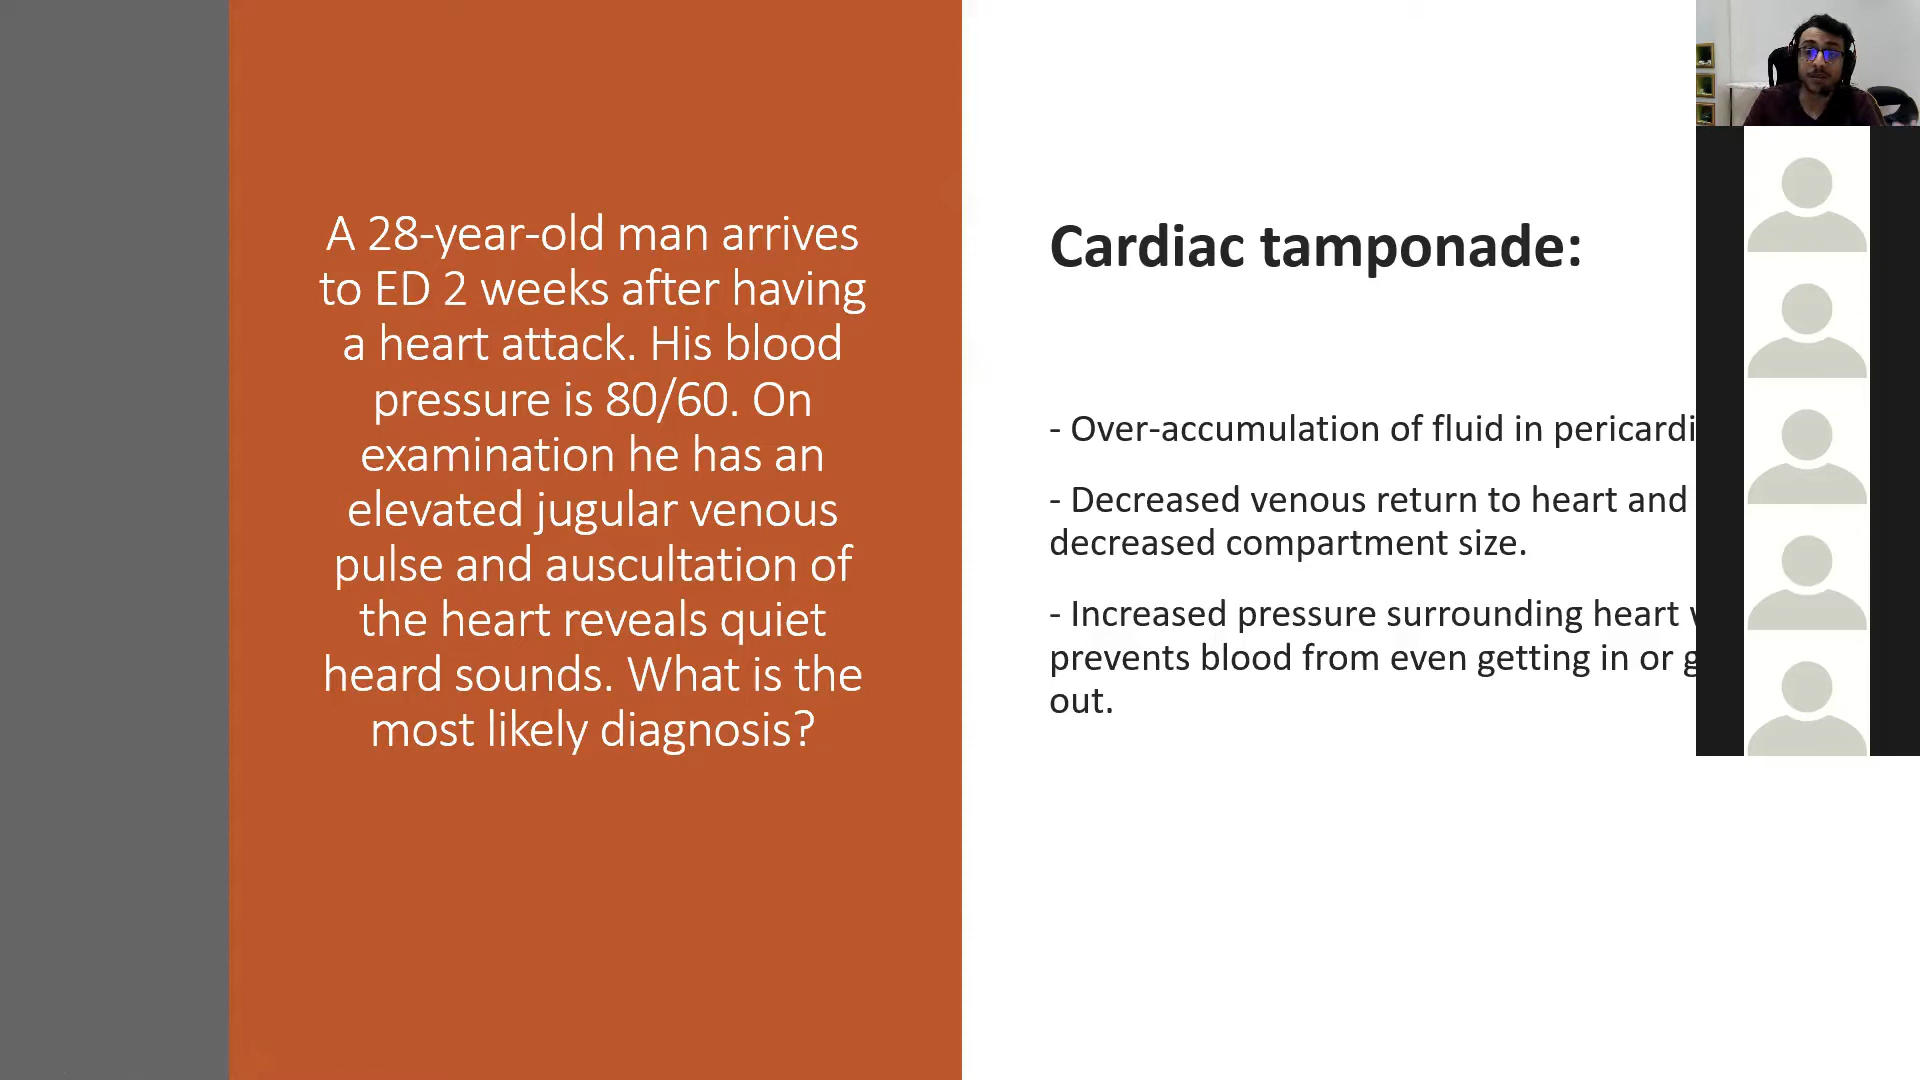 A 28-year-old man arrives
to ED 2 weeks after having
a heart attack. His blood
pressure is 80/60. On
examination he has an
elevated jugular venous
pulse and auscultation of
the heart reveals quiet
heard sounds. What is the
most likely diagnosis?
Cardiac tamponade:
- Over-accumulation of fluid in
- Decreased venous return to heart and
decreased compartment size.
- Increased pressure surrounding heart
prevents blood from even getting in or
out.